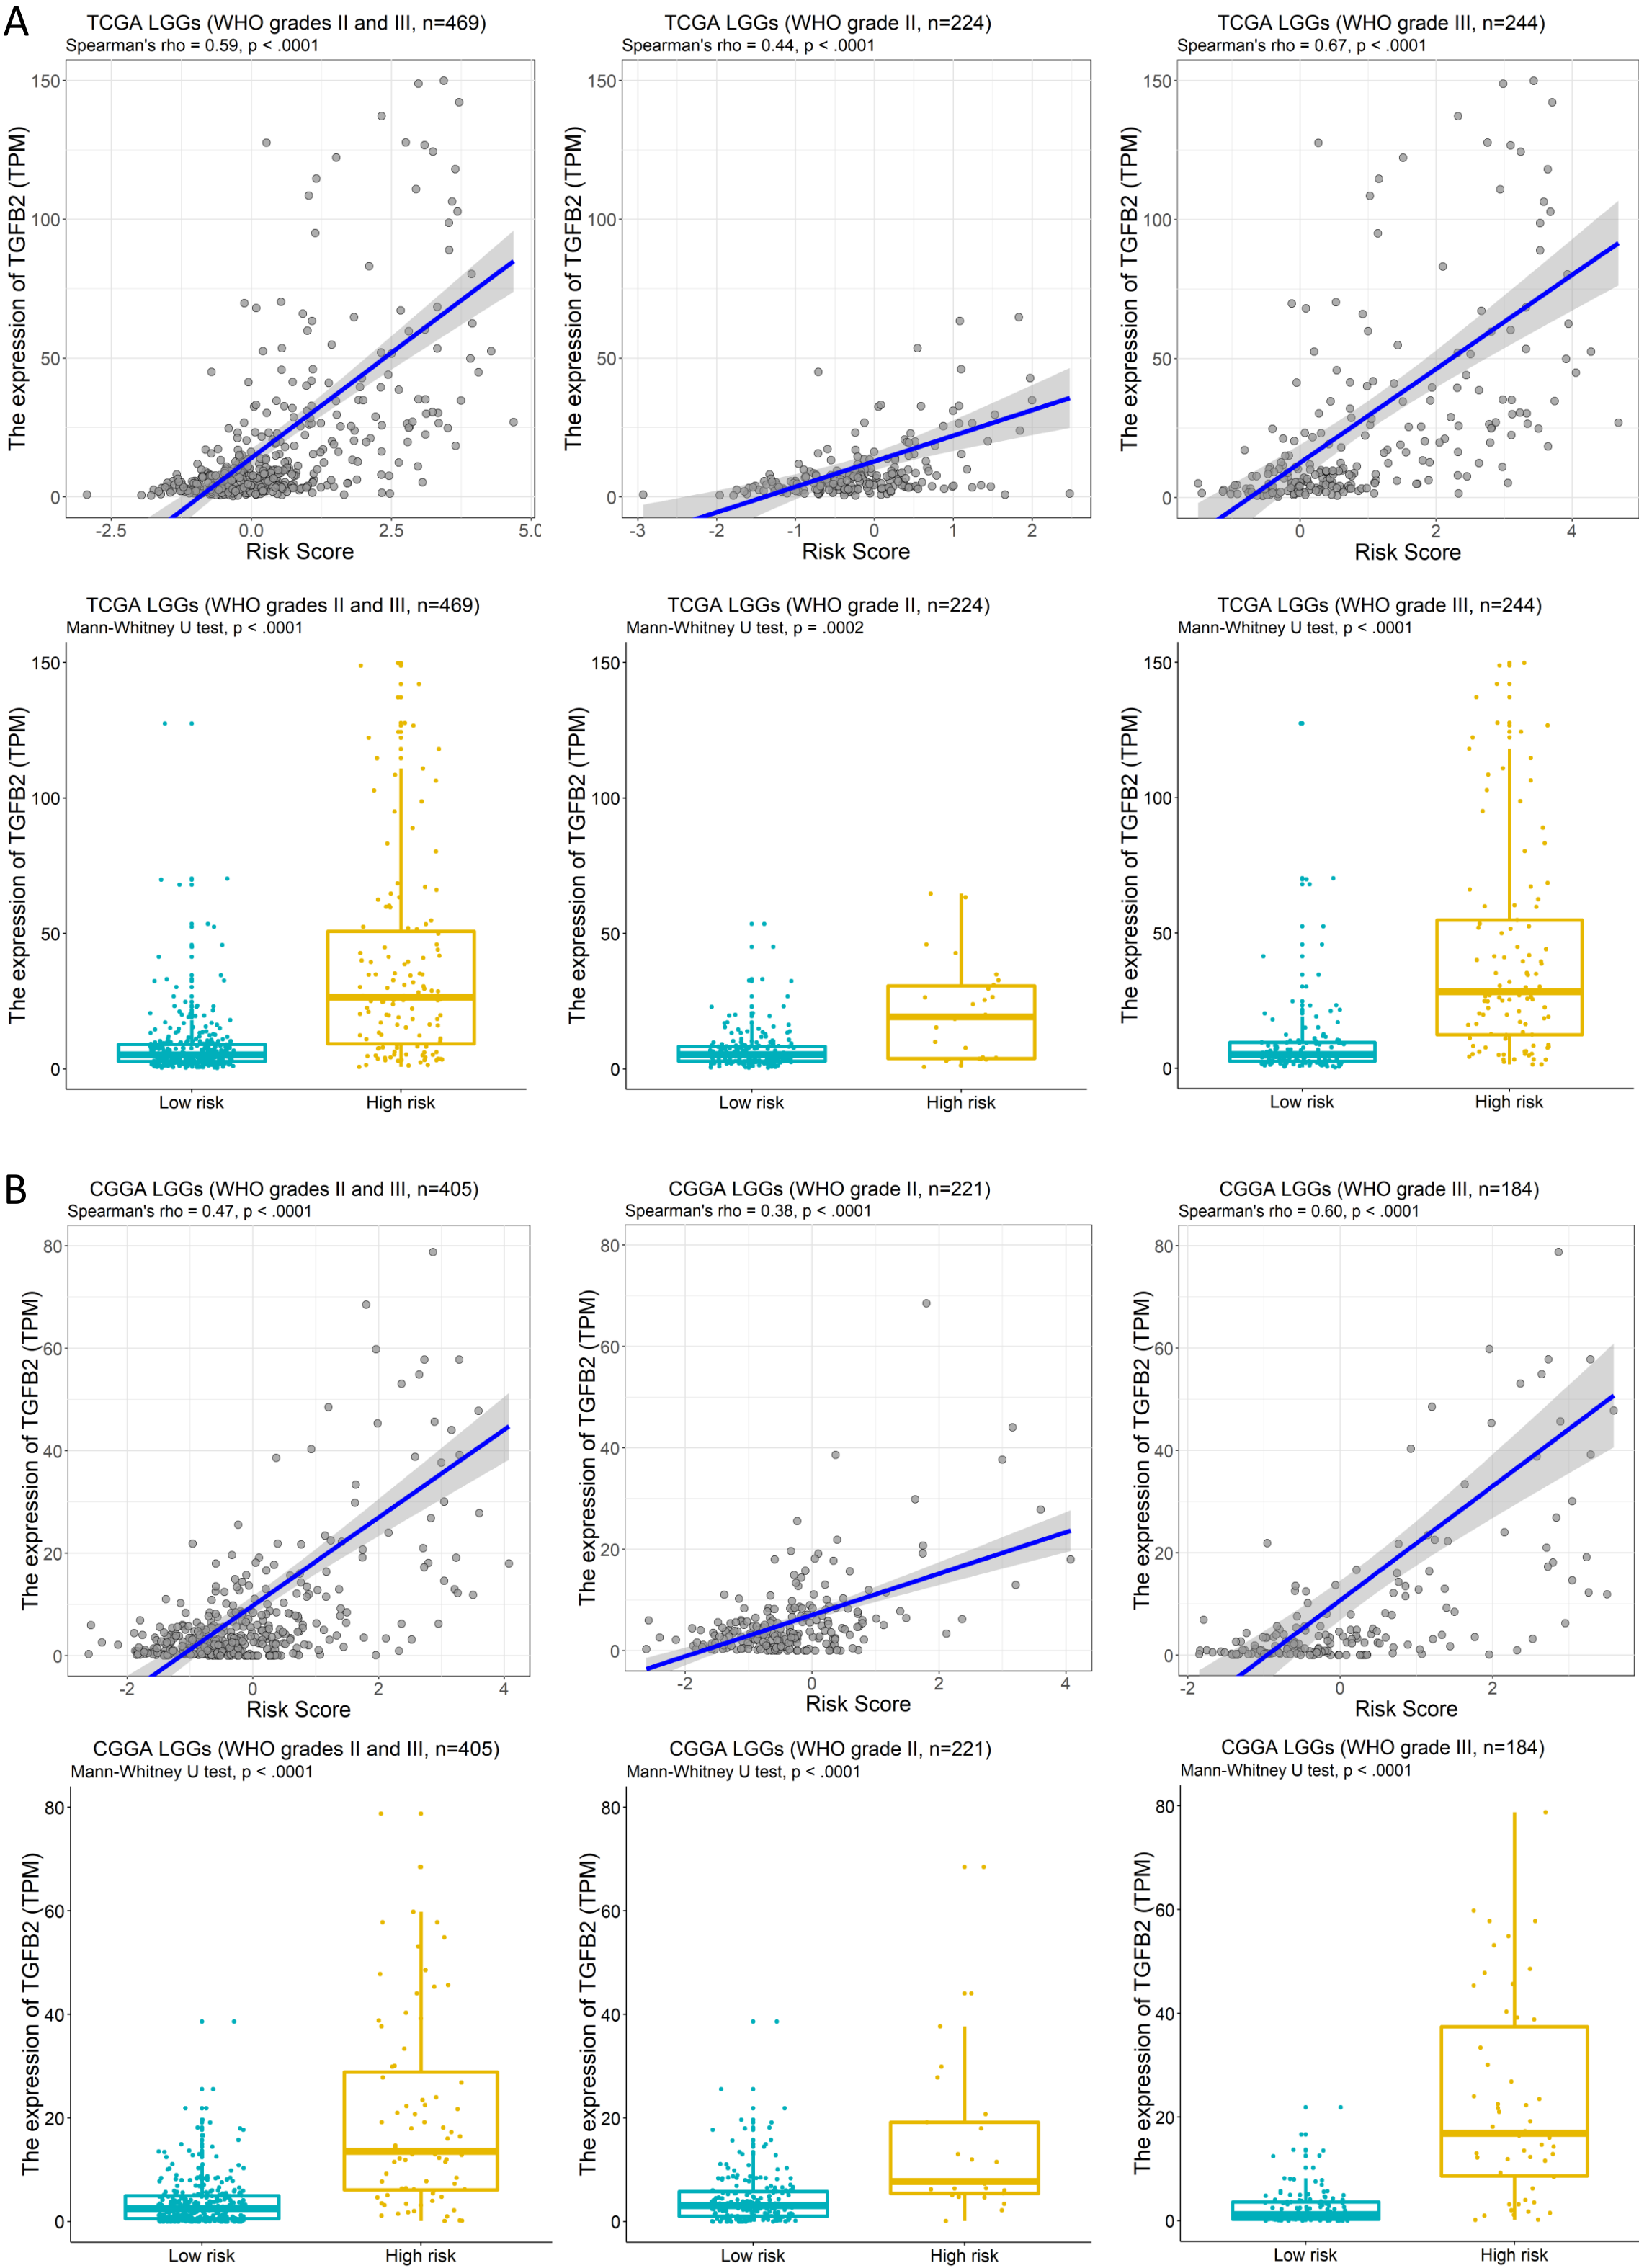 A
TCGA LGGs (WHO grades II and III, n=469)
Spearman's rho = 0.59, p < .0001
The expression of TGFB2 (TPM)
150
100
50
0
-2.5
0.0
2.5
5.0
Risk Score
TCGA LGGs (WHO grade II, n=224)
Spearman's rho = 0.44, p < .0001
The expression of TGFB2 (TPM)
150
100
50
0
-3
-2
-1
0
1
2
Risk Score
TCGA LGGs (WHO grade III, n=244)
Spearman's rho = 0.67, p < .0001
The expression of TGFB2 (TPM)
150
100
50
0
0
2
4
Risk Score
TCGA LGGs (WHO grades II and III, n=469)
Mann-Whitney U test, p < .0001
The expression of TGFB2 (TPM)
150
100
50
0
Low risk
High risk
TCGA LGGs (WHO grade II, n=224)
Mann-Whitney U test, p = .0002
The expression of TGFB2 (TPM)
150
100
50
0
Low risk
High risk
TCGA LGGs (WHO grade III, n=244)
Mann-Whitney U test, p < .0001
The expression of TGFB2 (TPM)
150
100
50
0
Low risk
High risk
B
CGGA LGGs (WHO grades II and III, n=405)
Spearman's rho = 0.47, p < .0001
The expression of TGFB2 (TPM)
80
60
40
20
0
-2
0
2
4
Risk Score
CGGA LGGs (WHO grade II, n=221)
Spearman's rho = 0.38, p < .0001
The expression of TGFB2 (TPM)
80
60
40
20
0
-2
0
2
4
Risk Score
CGGA LGGs (WHO grade III, n=184)
Spearman's rho = 0.60, p < .0001
The expression of TGFB2 (TPM)
80
60
40
20
0
-2
0
2
Risk Score
CGGA LGGs (WHO grades II and III, n=405)
Mann-Whitney U test, p < .0001
The expression of TGFB2 (TPM)
80
60
40
20
0
Low risk
High risk
CGGA LGGs (WHO grade II, n=221)
Mann-Whitney U test, p < .0001
The expression of TGFB2 (TPM)
80
60
40
20
0
Low risk
High risk
CGGA LGGs (WHO grade III, n=184)
Mann-Whitney U test, p < .0001
The expression of TGFB2 (TPM)
80
60
40
20
0
Low risk
High risk